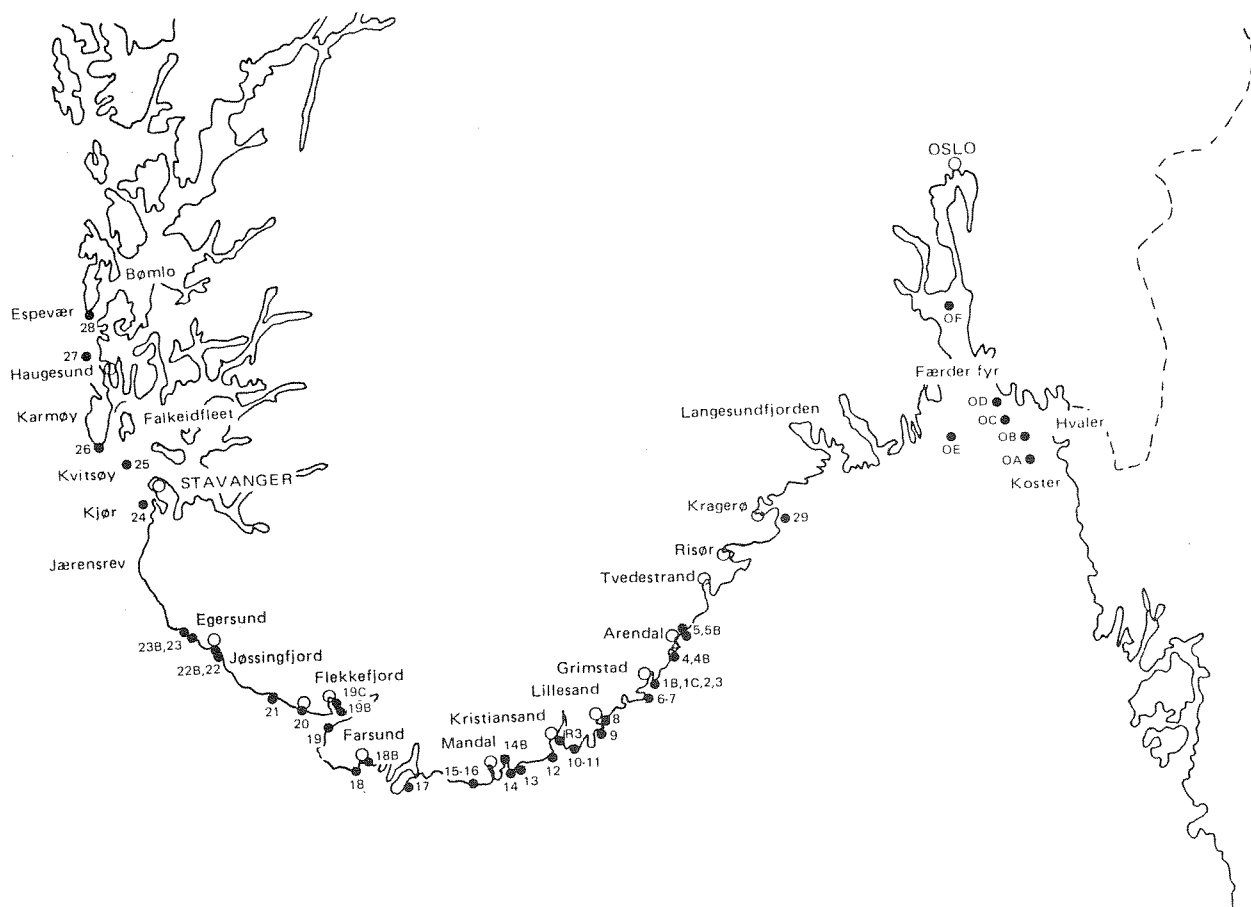 OSLO
Bømlo
Espevær
28
OF
27
Haugesund
Færder fyr
Karmøy
Falkeidfleet
Langesundfjorden
OD
OC
Hvaler
26
25
OE
OB
OA
Kvitsøy
STAVANGER
Koster
Kjør
24
Kragerø
29
Jærensrev
Risør
Tvedestrand
Egersund
23B,23
Arendal
5,5B
22B,22
Jøssingfjord
4,4B
Grimstad
Flekkefjord
19C
19B
1B,1C,2,3
21
20
Lillesand
6-7
19
Kristiansand
8
Farsund
R3
9
Mandal
14B
18B
10-11
15-16
12
18
17
14
13